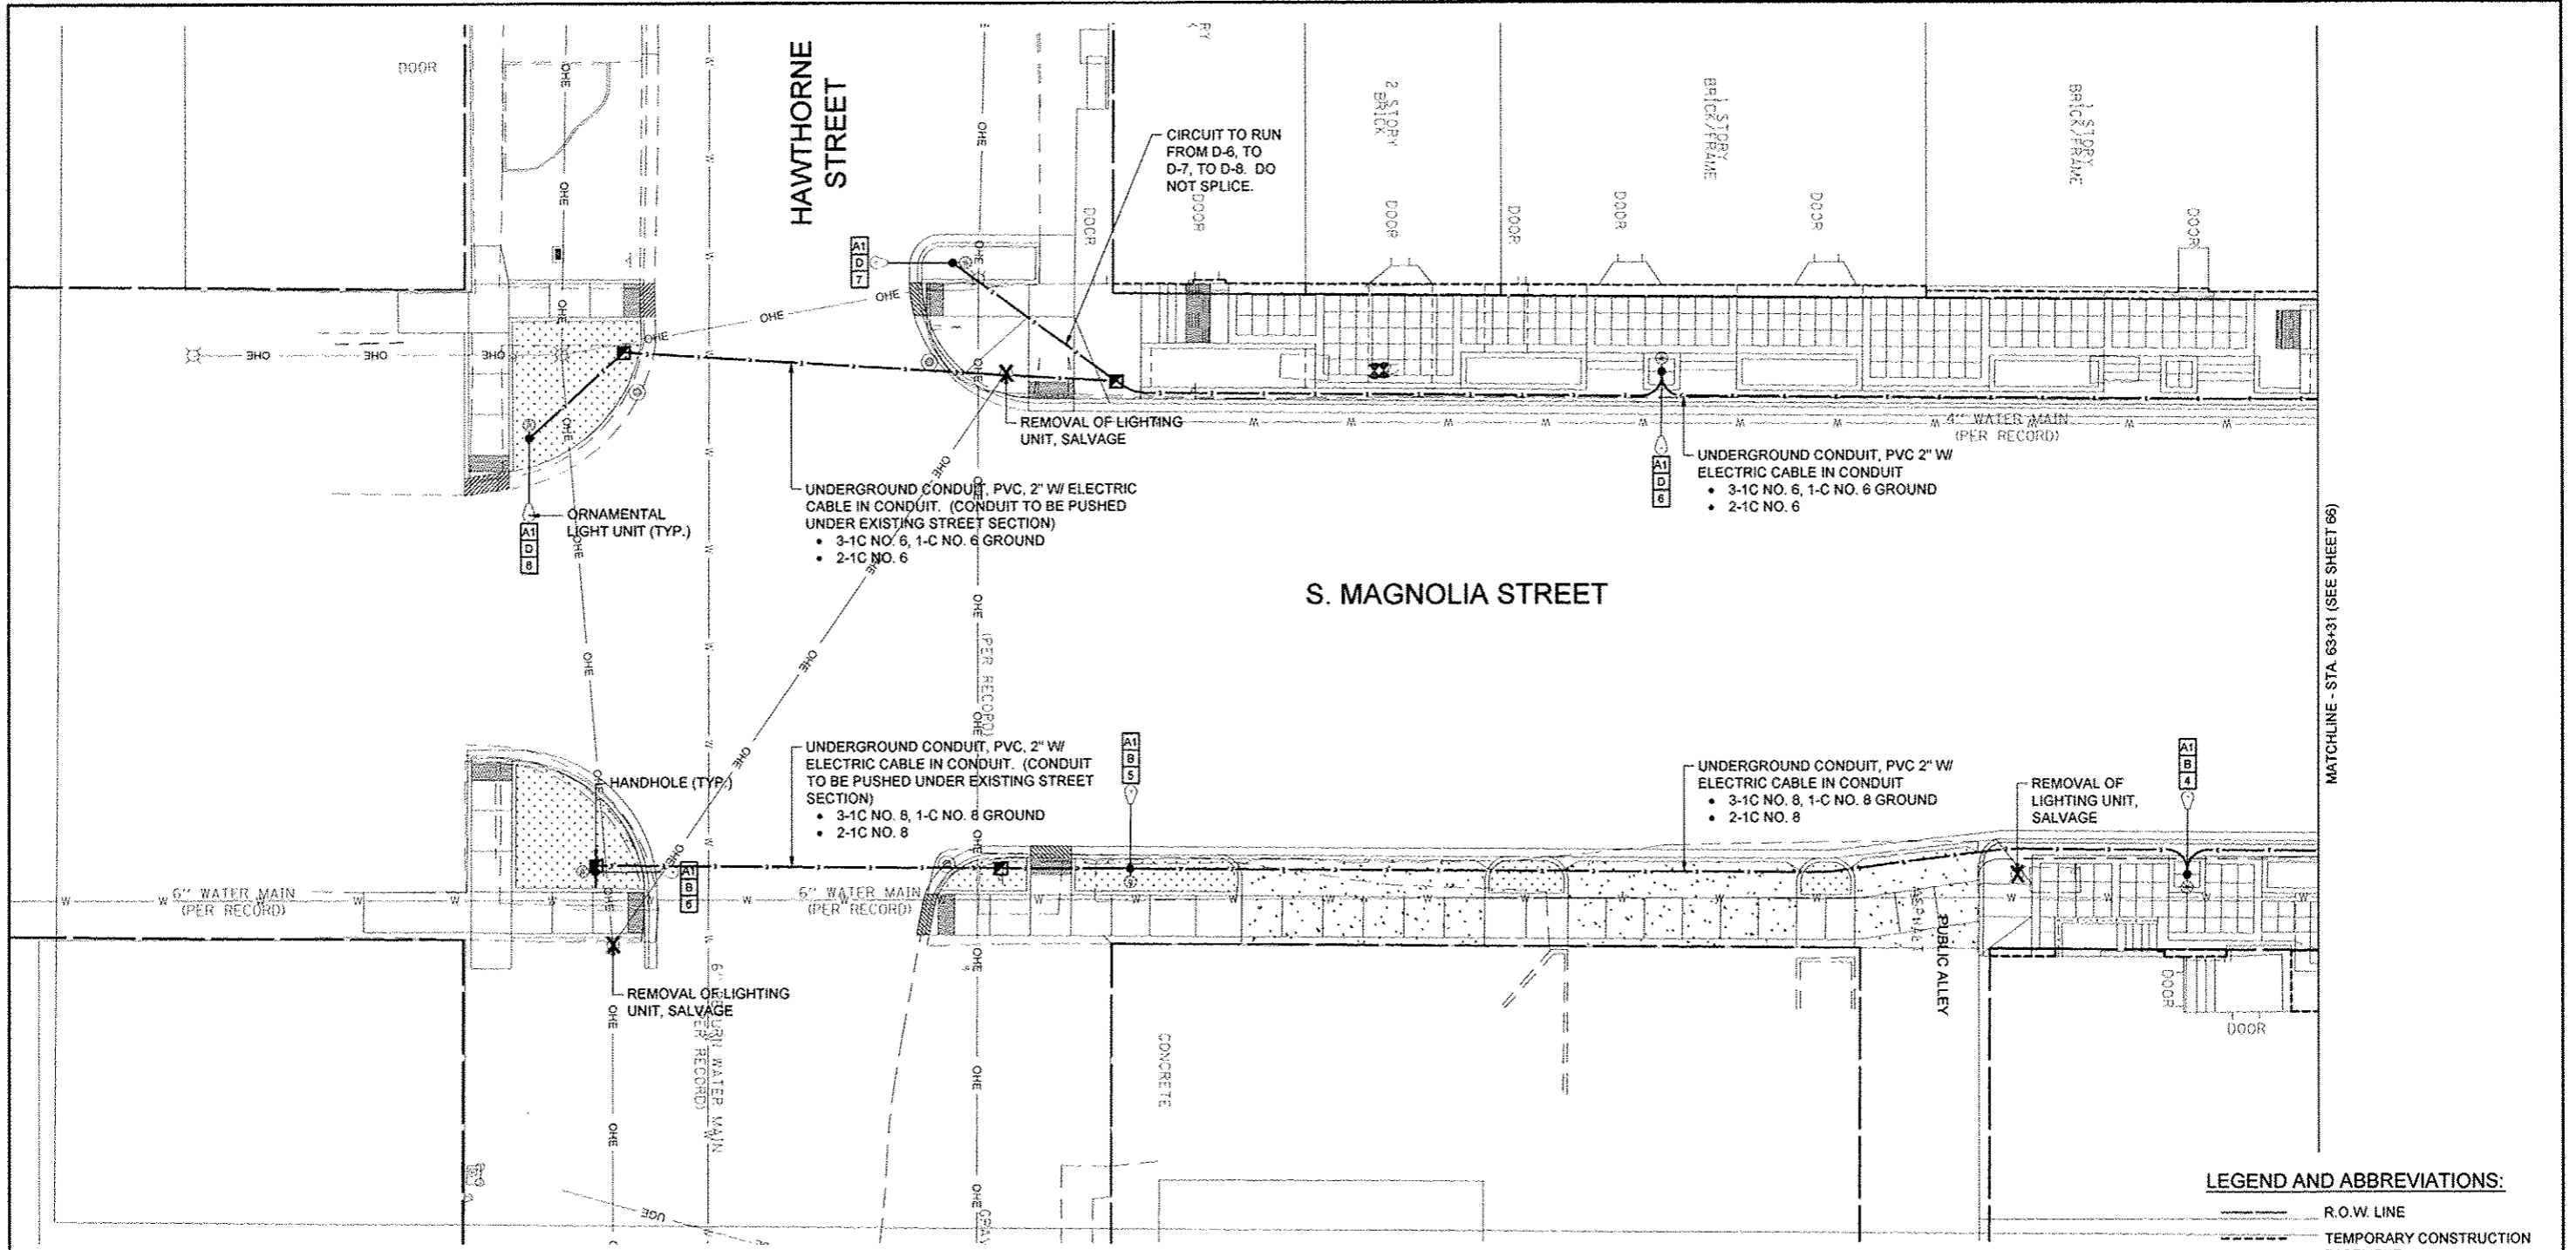 DOOR
HAWTHORNE
STREET
CIRCUIT TO RUN
FROM D-6, TO
D-7, TO D-8. DO
NOT SPLICE.
2 STORY
BRICK
1 STORY
BRICK/FRAME
1 STORY
BRICK/FRAME
DOOR
DOOR
DOOR
DOOR
DOOR
DOOR
DOOR
A1
D
7
OHE
OHE
OHE
OHE
OHE
OHE
REMOVAL OF LIGHTING
UNIT, SALVAGE
4" WATER MAIN
(PER RECORD)
UNDERGROUND CONDUIT, PVC, 2" W/ ELECTRIC
CABLE IN CONDUIT. (CONDUIT TO BE PUSHED
UNDER EXISTING STREET SECTION)
• 3-1C NO. 6, 1-C NO. 6 GROUND
• 2-1C NO. 6
A1
D
6
UNDERGROUND CONDUIT, PVC 2" W/
ELECTRIC CABLE IN CONDUIT
• 3-1C NO. 6, 1-C NO. 6 GROUND
• 2-1C NO. 6
ORNAMENTAL
LIGHT UNIT (TYP.)
A1
D
8
S. MAGNOLIA STREET
MATCHLINE - STA. 63+31 (SEE SHEET 66)
(PER RECORD)
HANDHOLE (TYP.)
UNDERGROUND CONDUIT, PVC, 2" W/
ELECTRIC CABLE IN CONDUIT. (CONDUIT
TO BE PUSHED UNDER EXISTING STREET
SECTION)
• 3-1C NO. 8, 1-C NO. 8 GROUND
• 2-1C NO. 8
A1
B
5
UNDERGROUND CONDUIT, PVC 2" W/
ELECTRIC CABLE IN CONDUIT
• 3-1C NO. 8, 1-C NO. 8 GROUND
• 2-1C NO. 8
REMOVAL OF
LIGHTING UNIT,
SALVAGE
A1
B
4
A1
B
6
6" WATER MAIN
(PER RECORD)
6" WATER MAIN
(PER RECORD)
ASPHALT
PUBLIC ALLEY
REMOVAL OF LIGHTING
UNIT, SALVAGE
DOOR
DOOR
CONCRETE
OHE
OHE
OHE
UGE
LEGEND AND ABBREVIATIONS:
R.O.W. LINE
TEMPORARY CONSTRUCTION